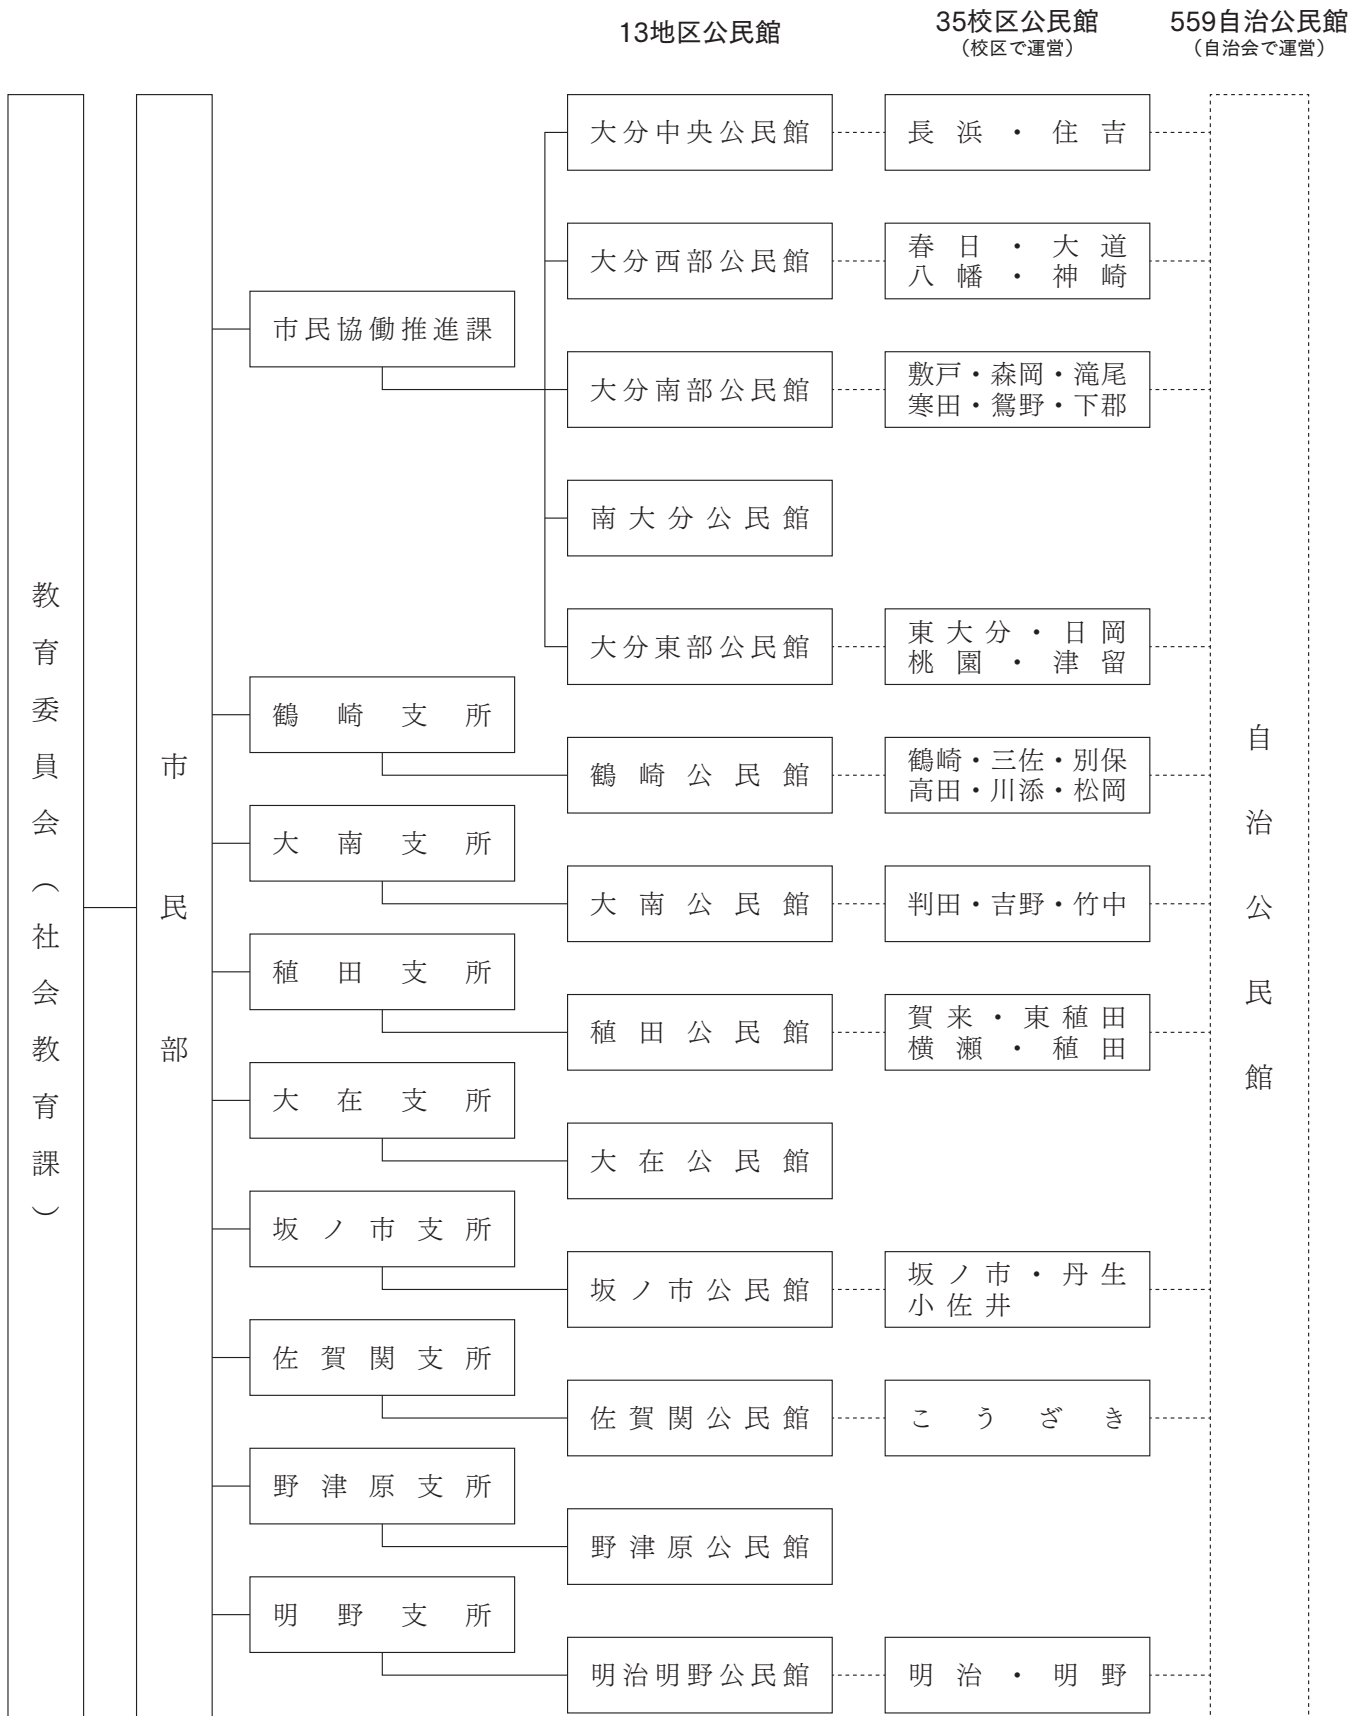 13地区公民館
35校区公民館
（校区で運営）
559自治公民館
（自治会で運営）
教育委員会（社会教育課）
市民部
市民協働推進課
大分中央公民館
長浜・住吉
大分西部公民館
春日・大道
八幡・神崎
大分南部公民館
敷戸・森岡・滝尾
寒田・鴛野・下郡
南大分公民館
大分東部公民館
東大分・日岡
桃園・津留
鶴崎支所
鶴崎公民館
鶴崎・三佐・別保
高田・川添・松岡
大南支所
大南公民館
判田・吉野・竹中
稙田支所
稙田公民館
賀来・東稙田
横瀬・稙田
大在支所
大在公民館
坂ノ市支所
坂ノ市公民館
坂ノ市・丹生
小佐井
佐賀関支所
佐賀関公民館
こうざき
野津原支所
野津原公民館
明野支所
明治明野公民館
明治・明野
自治公民館